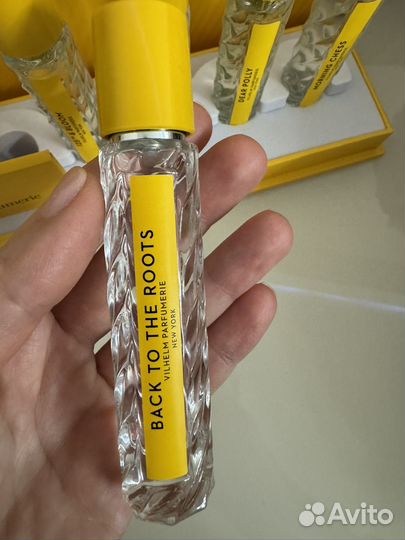 DEAR POLLY
MORNING CHESS
BACK TO THE ROOTS
VILHELM PARFUMERIE
NEW YORK
Avito